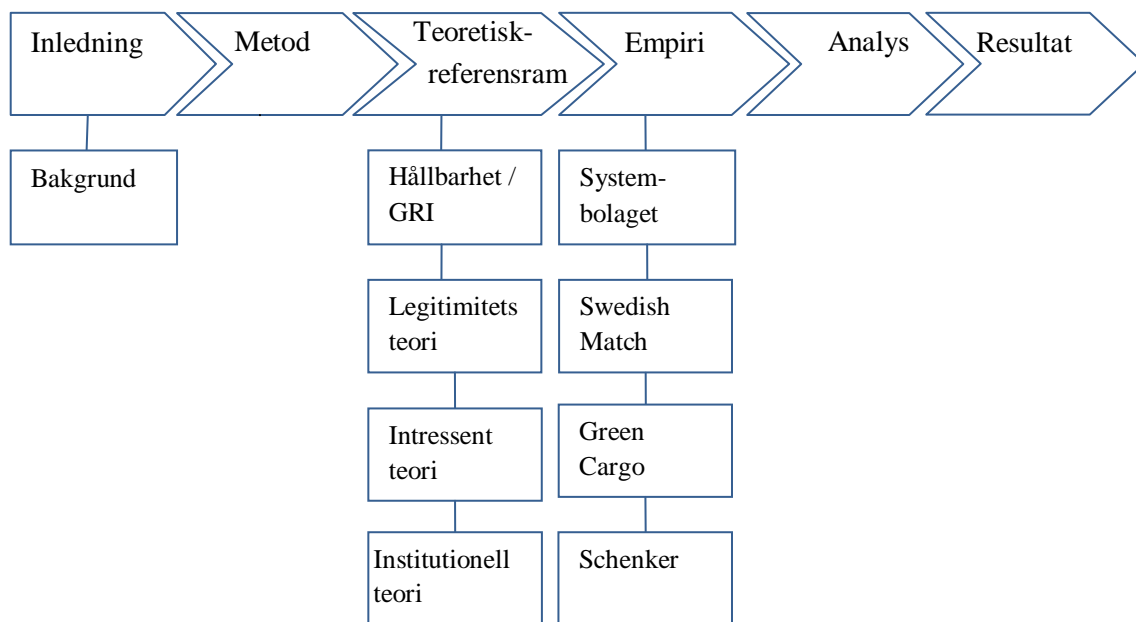 Inledning
Metod
Teoretisk-
referensram
Empiri
Analys
Resultat
Bakgrund
Hållbarhet /
GRI
Legitimitets
teori
Intressent
teori
Institutionell
teori
System-
bolaget
Swedish
Match
Green
Cargo
Schenker